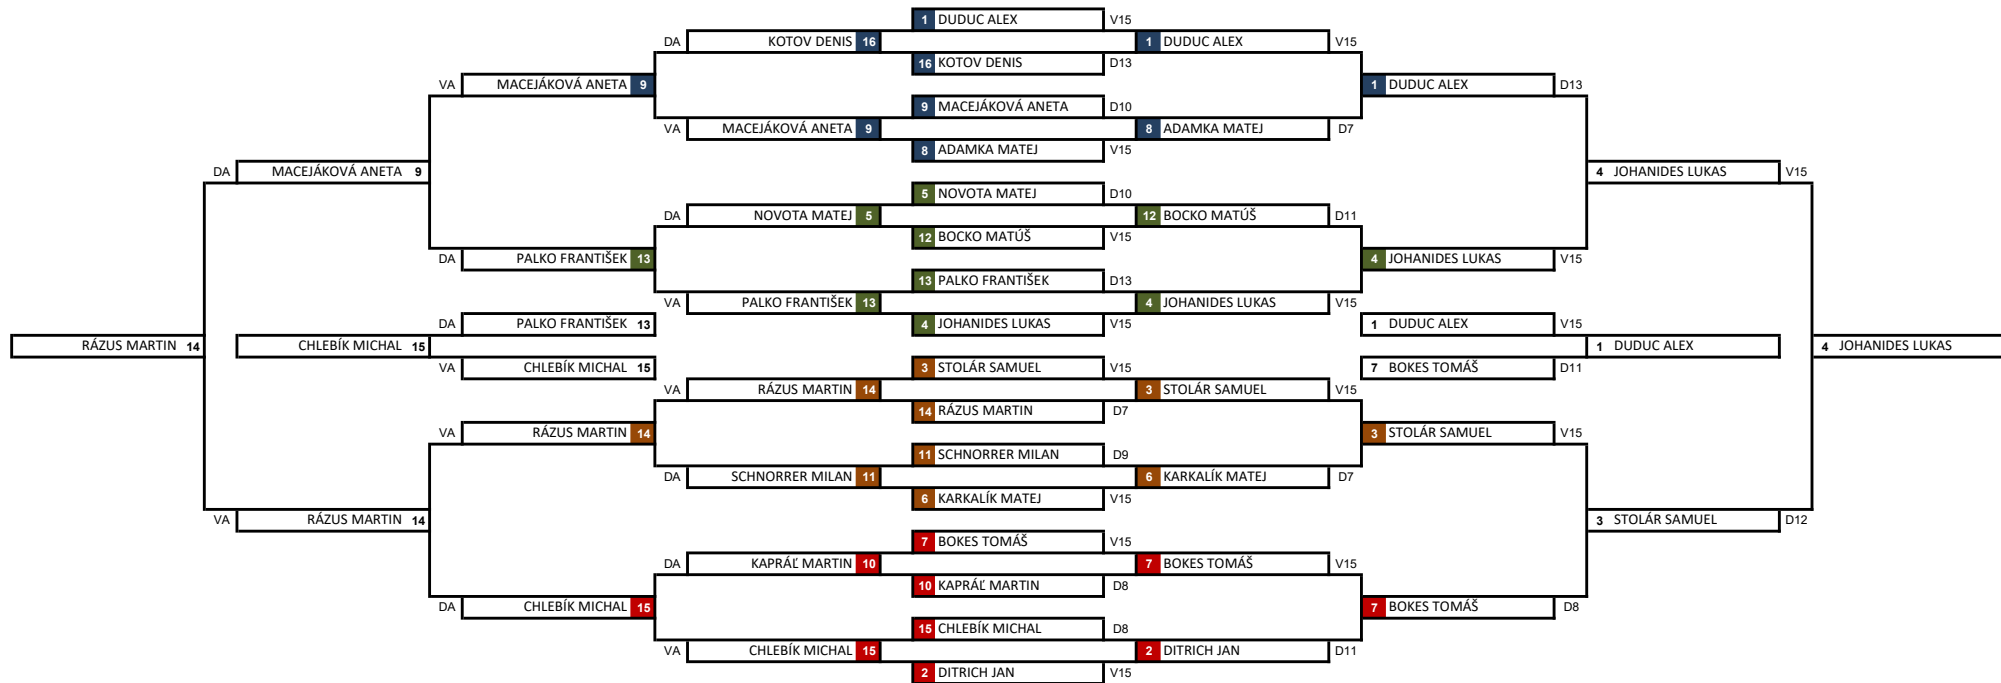 1 DUDUC ALEX V15
DA KOTOV DENIS 16 1 DUDUC ALEX V15
16 KOTOV DENIS D13
VA MACEJÁKOVÁ ANETA 9 1 DUDUC ALEX D13
9 MACEJÁKOVÁ ANETA D10
VA MACEJÁKOVÁ ANETA 9 8 ADAMKA MATEJ D7
8 ADAMKA MATEJ V15
DA MACEJÁKOVÁ ANETA 9 4 JOHANIDES LUKAS V15
5 NOVOTA MATEJ D10
DA NOVOTA MATEJ 5 12 BOCKO MATÚŠ D11
12 BOCKO MATÚŠ V15
DA PALKO FRANTIŠEK 13 4 JOHANIDES LUKAS V15
13 PALKO FRANTIŠEK D13
VA PALKO FRANTIŠEK 13 4 JOHANIDES LUKAS V15
DA PALKO FRANTIŠEK 13 4 JOHANIDES LUKAS V15 1 DUDUC ALEX V15
RÁZUS MARTIN 14 CHLEBÍK MICHAL 15 1 DUDUC ALEX 4 JOHANIDES LUKAS
VA CHLEBÍK MICHAL 15 3 STOLÁR SAMUEL V15 7 BOKES TOMÁŠ D11
VA RÁZUS MARTIN 14 3 STOLÁR SAMUEL V15
14 RÁZUS MARTIN D7
VA RÁZUS MARTIN 14 3 STOLÁR SAMUEL V15
11 SCHNORRER MILAN D9
DA SCHNORRER MILAN 11 6 KARKALÍK MATEJ D7
6 KARKALÍK MATEJ V15
VA RÁZUS MARTIN 14 3 STOLÁR SAMUEL D12
7 BOKES TOMÁŠ V15
DA KAPRÁĽ MARTIN 10 7 BOKES TOMÁŠ V15
10 KAPRÁĽ MARTIN D8
DA CHLEBÍK MICHAL 15 7 BOKES TOMÁŠ D8
15 CHLEBÍK MICHAL D8
VA CHLEBÍK MICHAL 15 2 DITRICH JAN D11
2 DITRICH JAN V15